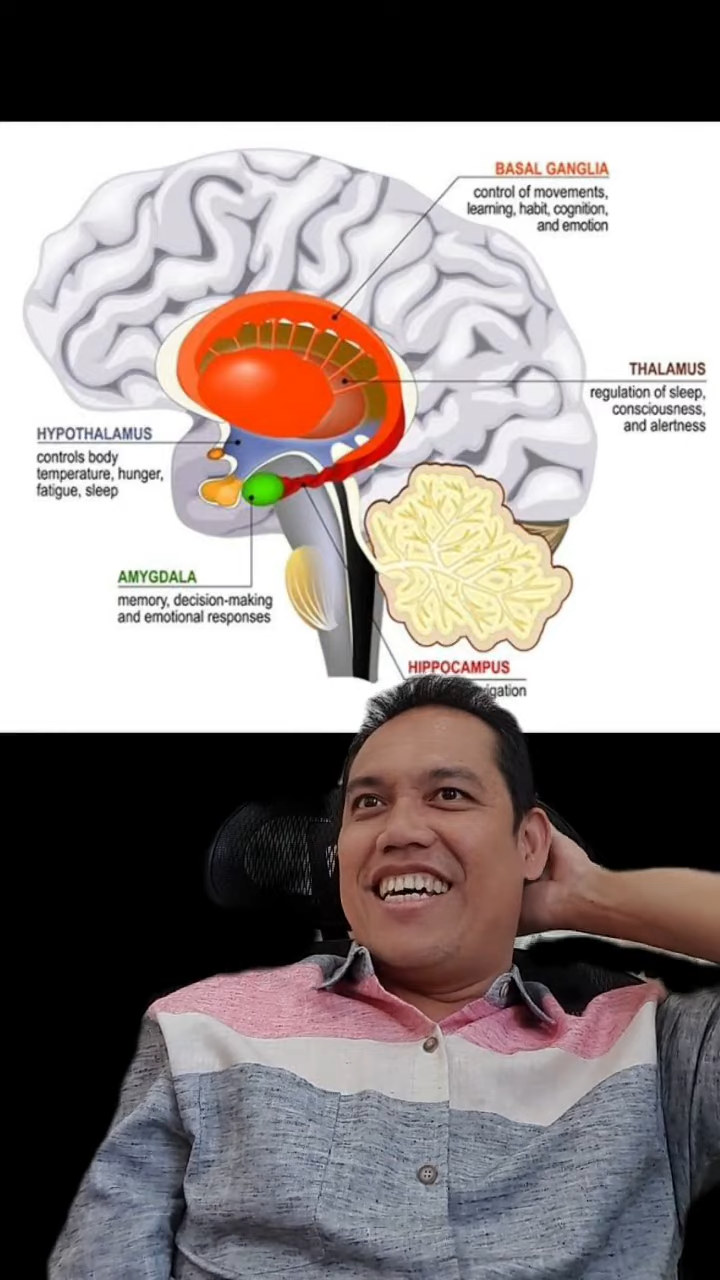 BASAL GANGLIA
control of movements,
learning, habit, cognition,
and emotion
THALAMUS
regulation of sleep,
consciousness,
and alertness
HYPOTHALAMUS
controls body
temperature, hunger,
fatigue, sleep
AMYGDALA
memory, decision-making
and emotional responses
HIPPOCAMPUS